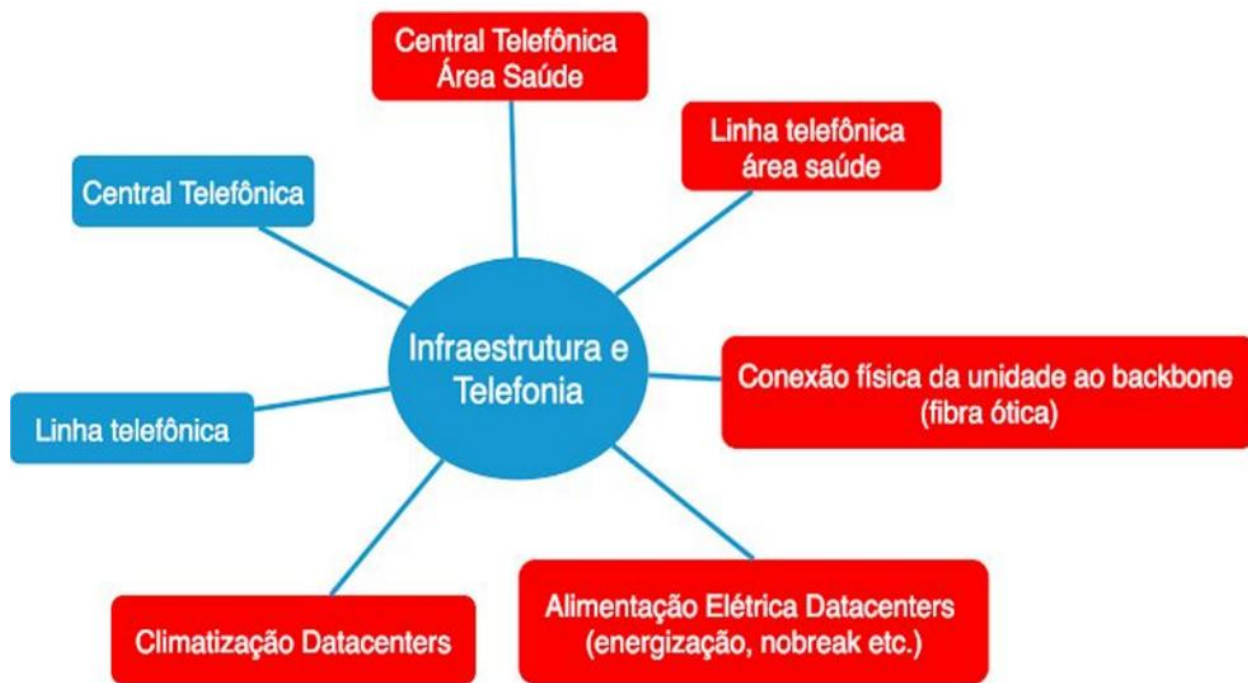 Central Telefônica
Área Saúde
Linha telefônica
área saúde
Central Telefônica
Infraestrutura e
Telefonia
Conexão física da unidade ao backbone
(fibra ótica)
Linha telefônica
Alimentação Elétrica Datacenters
(energização, nobreak etc.)
Climatização Datacenters